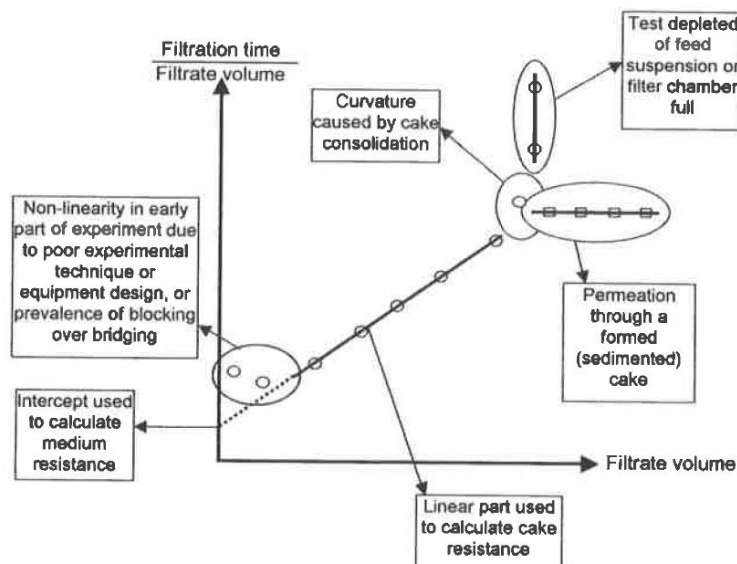 Filtration time
Filtrate volume
Test depleted
of feed
suspension or
filter chamber
full
Curvature
caused by cake
consolidation
Non-linearity in early
part of experiment due
to poor experimental
technique or
equipment design, or
prevalence of blocking
over bridging
Permeation
through a
formed
(sedimented)
cake
Intercept used
to calculate
medium
resistance
Filtrate volume
Linear part used
to calculate cake
resistance